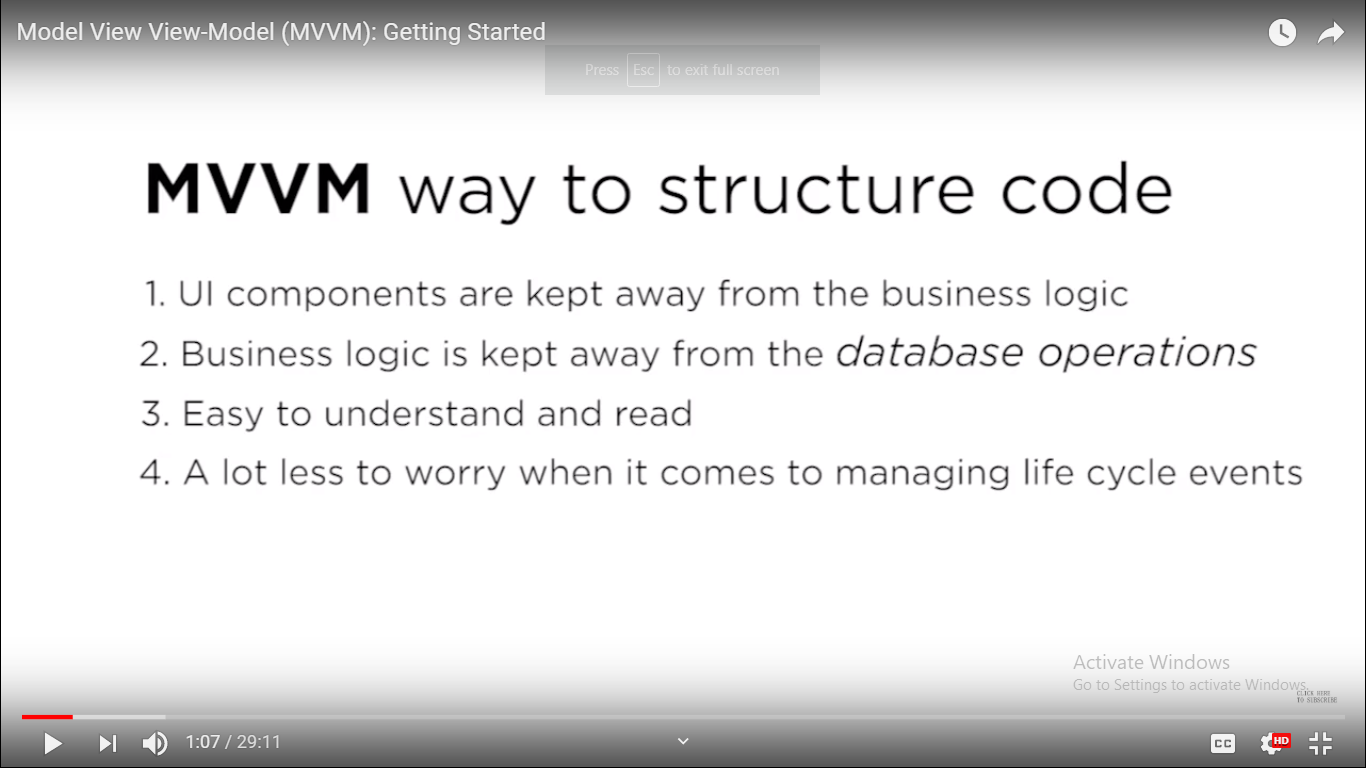 Model View View-Model (MVVM): Getting Started
Press Esc to exit full screen
MVVM way to structure code
1. UI components are kept away from the business logic
2. Business logic is kept away from the database operations
3. Easy to understand and read
4. A lot less to worry when it comes to managing life cycle events
Activate Windows
Go to Settings to activate Windows.
CLICK HERE
TO SUBSCRIBE
1:07 / 29:11
CC
HD